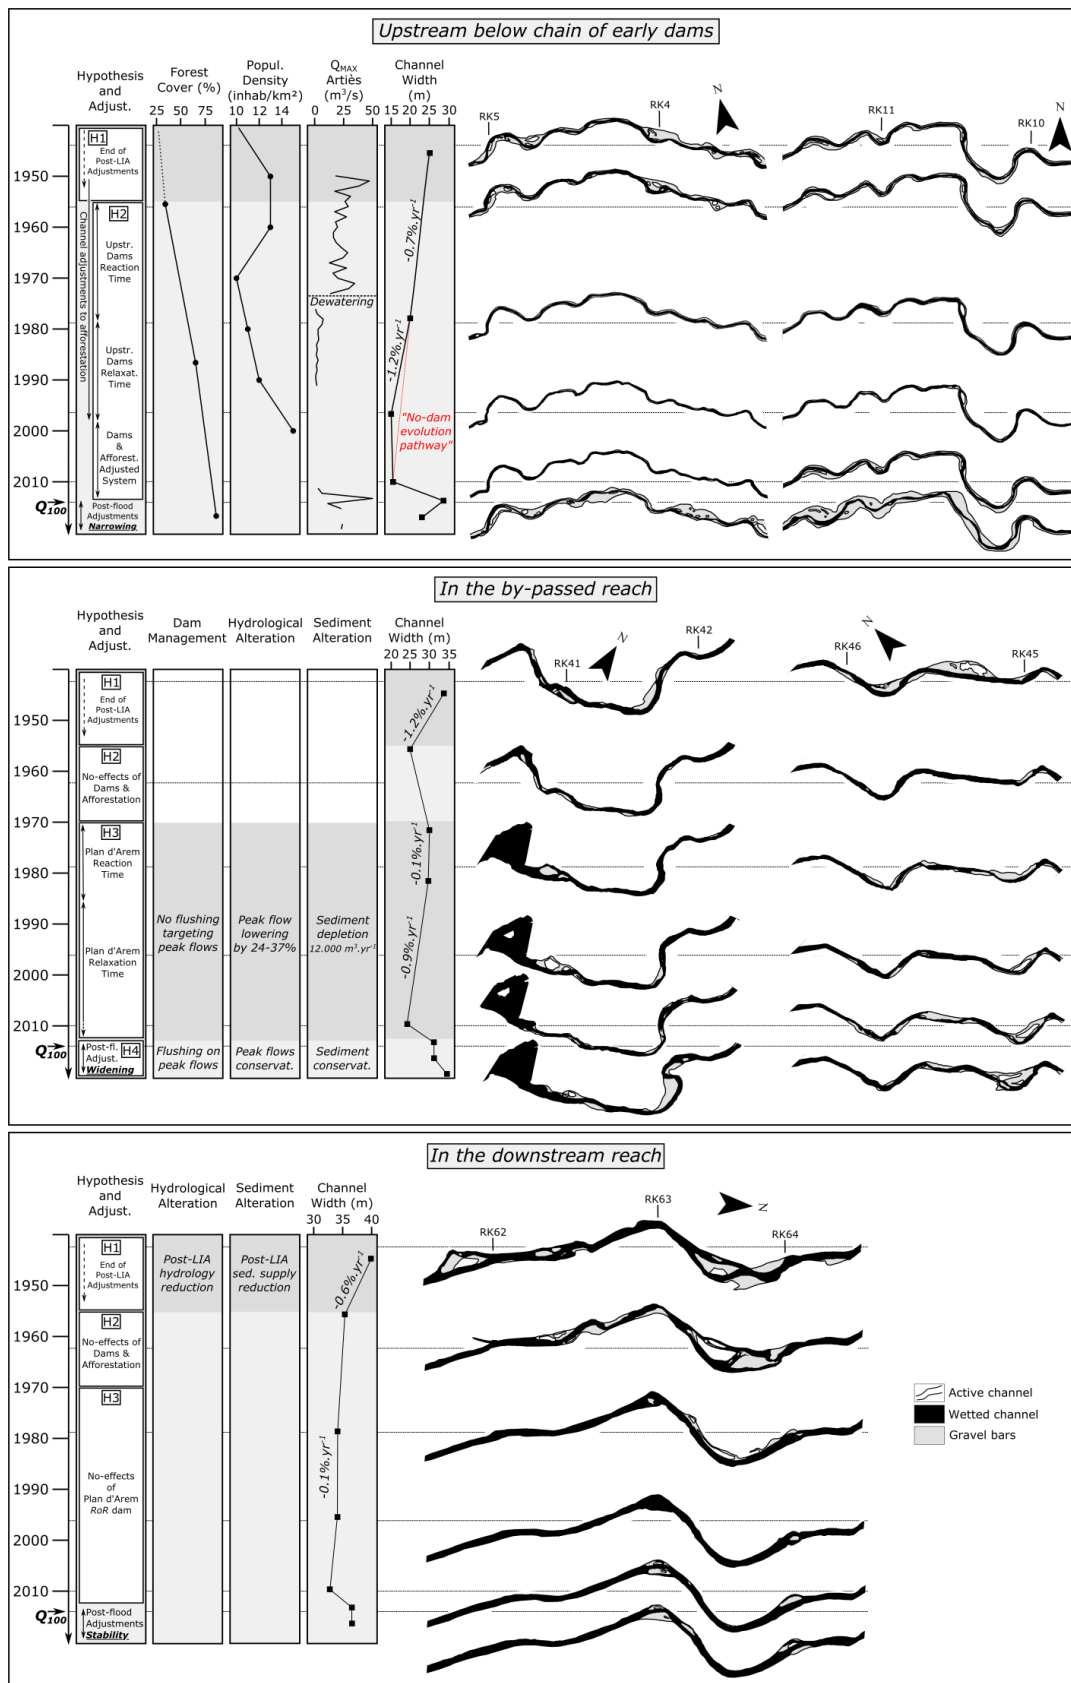 Upstream below chain of early dams
Hypothesis
and
Adjust.
Forest
Cover (%)
25 50 75
Popul.
Density
(inhab/km²)
10 12 14
QMAX
Artiès
(m³/s)
0 25 50
Channel
Width
(m)
15 20 25 30
1950
1960
1970
1980
1990
2000
2010
Q100
H1
End of
Post-LIA
Adjustments
Channel adjustments to afforestation
H2
Upstr.
Dams
Reaction
Time
Upstr.
Dams
Relaxat.
Time
Dams
&
Afforest.
Adjusted
System
Post-flood
Adjustments
Narrowing
Dewatering
-0.7%.yr-1
-1.2%.yr-1
"No-dam
evolution
pathway"
RK5
RK4
N
RK11
RK10
N
In the by-passed reach
Hypothesis
and
Adjust.
Dam
Management
Hydrological
Alteration
Sediment
Alteration
Channel
Width (m)
20 25 30 35
1950
1960
1970
1980
1990
2000
2010
Q100
H1
End of
Post-LIA
Adjustments
H2
No-effects of
Dams &
Afforestation
H3
Plan d'Arem
Reaction
Time
Plan d'Arem
Relaxation
Time
Post-fl.
Adjust. H4
Widening
No flushing
targeting
peak flows
Flushing on
peak flows
Peak flow
lowering
by 24-37%
Peak flows
conservat.
Sediment
depletion
12.000 m³.yr-1
Sediment
conservat.
-1.2%.yr-1
-0.1%.yr-1
-0.9%.yr-1
RK41
N
RK42
RK46
N
RK45
In the downstream reach
Hypothesis
and
Adjust.
Hydrological
Alteration
Sediment
Alteration
Channel
Width (m)
30 35 40
1950
1960
1970
1980
1990
2000
2010
Q100
H1
End of
Post-LIA
Adjustments
H2
No-effects of
Dams &
Afforestation
H3
No-effects
of
Plan d'Arem
RoR dam
Post-flood
Adjustments
Stability
Post-LIA
hydrology
reduction
Post-LIA
sed. supply
reduction
-0.6%.yr-1
-0.1%.yr-1
RK62
RK63
N
RK64
Active channel
Wetted channel
Gravel bars